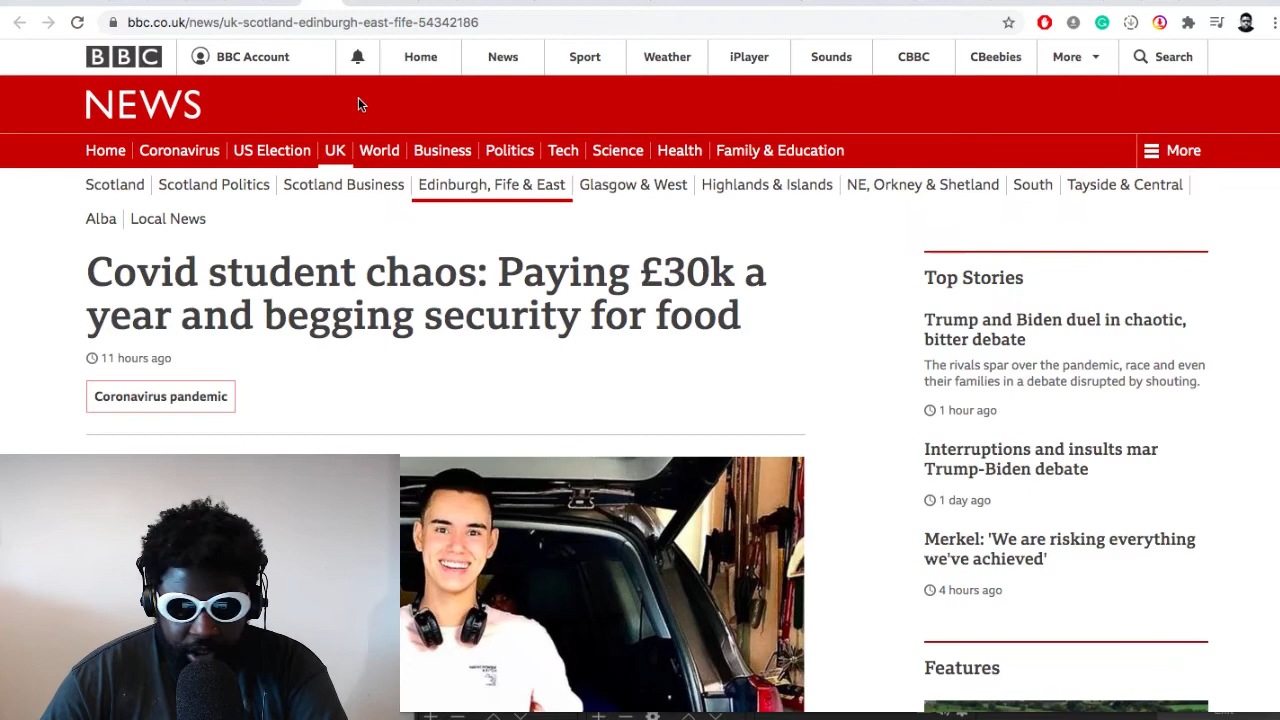 bbc.co.uk/news/uk-scotland-edinburgh-east-fife-54342186
BBC BBC Account Home News Sport Weather iPlayer Sounds CBBC CBeebies More Search
NEWS
Home Coronavirus US Election UK World Business Politics Tech Science Health Family & Education More
Scotland Scotland Politics Scotland Business Edinburgh, Fife & East Glasgow & West Highlands & Islands NE, Orkney & Shetland South Tayside & Central
Alba Local News
Covid student chaos: Paying £30k a
year and begging security for food
11 hours ago
Coronavirus pandemic
Top Stories
Trump and Biden duel in chaotic,
bitter debate
The rivals spar over the pandemic, race and even
their families in a debate disrupted by shouting.
1 hour ago
Interruptions and insults mar
Trump-Biden debate
1 day ago
Merkel: 'We are risking everything
we've achieved'
4 hours ago
Features